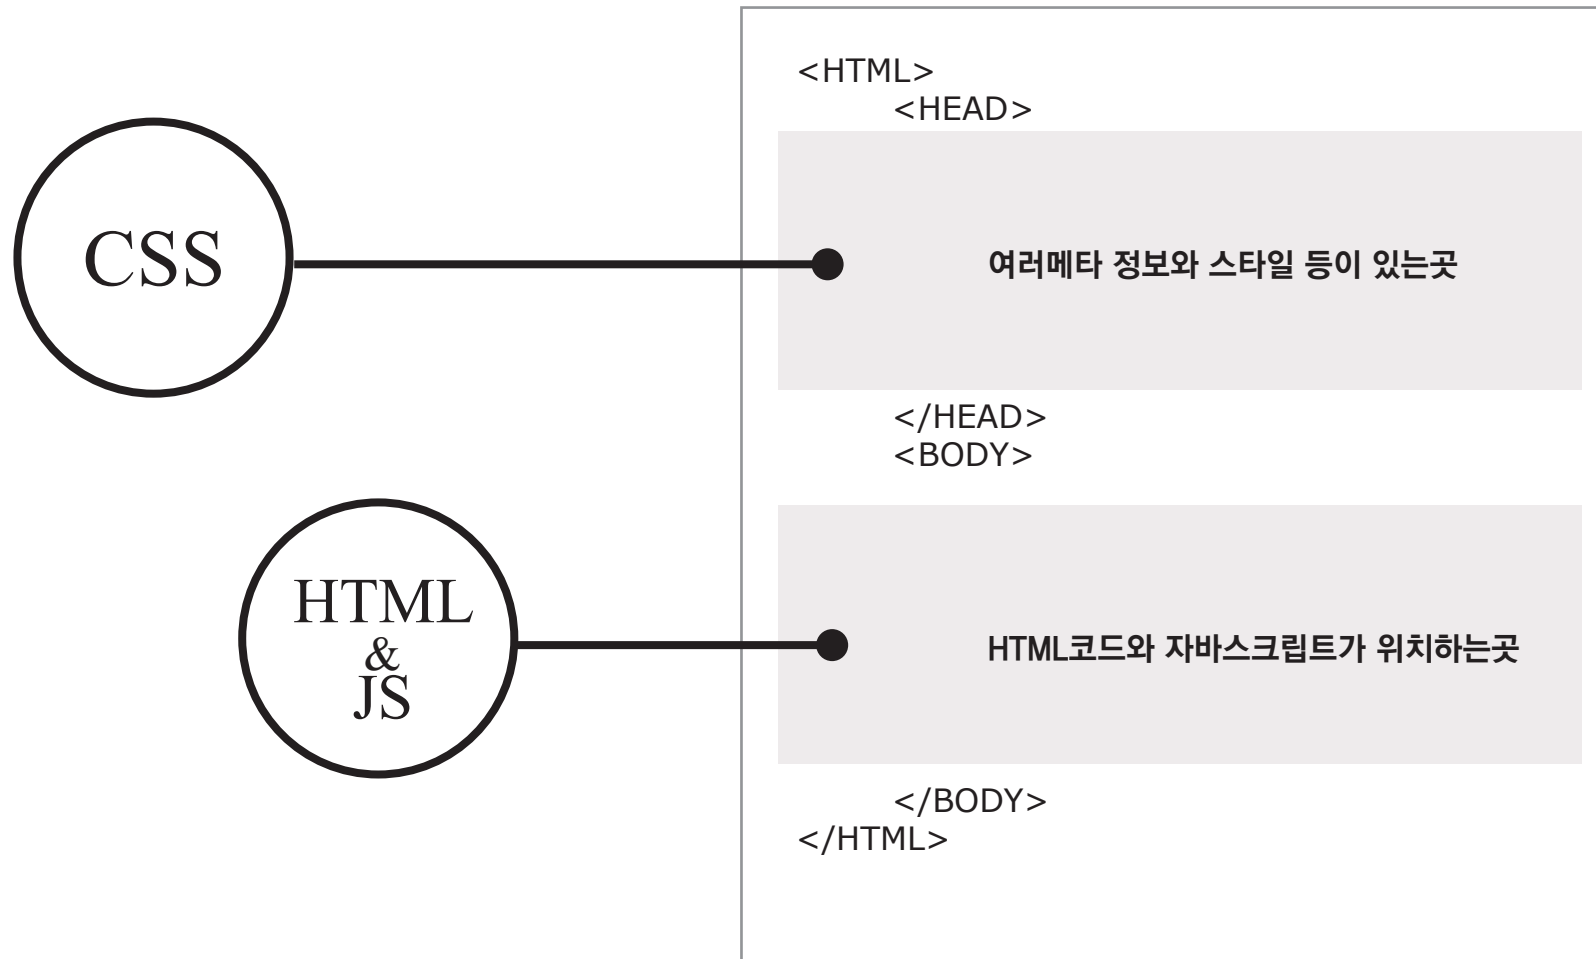 <HTML>
<HEAD>
CSS
여러메타 정보와 스타일 등이 있는곳
</HEAD>
<BODY>
HTML
&
JS
HTML코드와 자바스크립트가 위치하는곳
</BODY>
</HTML>